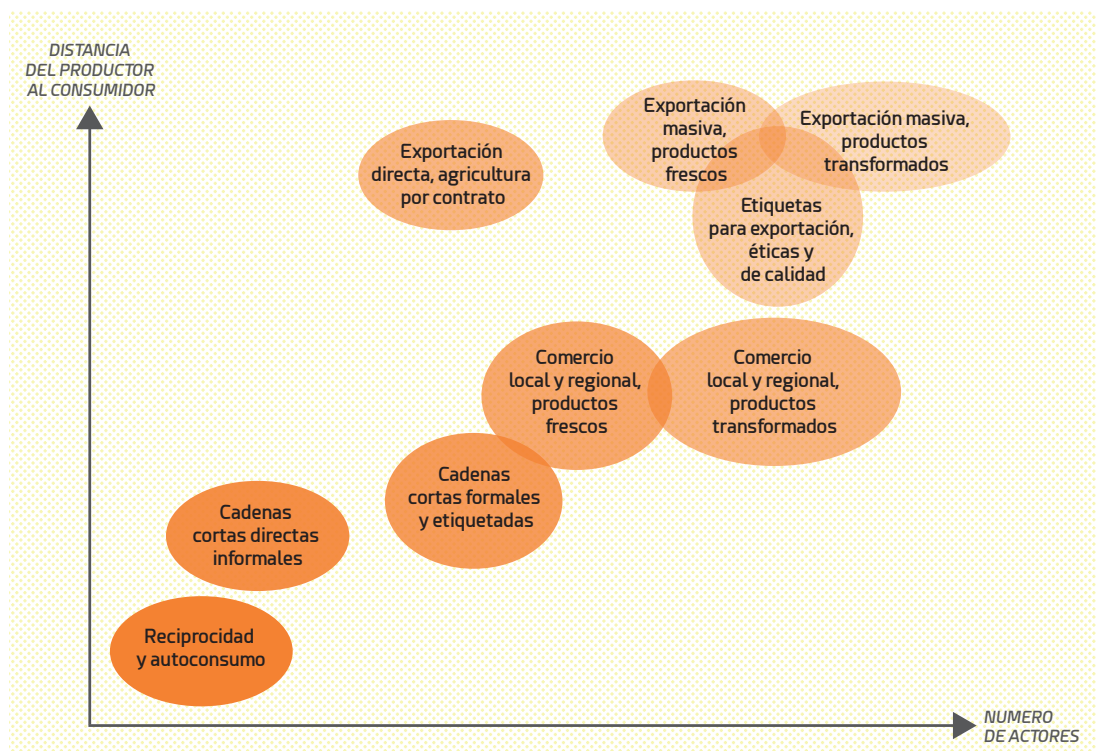 DISTANCIA
DEL PRODUCTOR
AL CONSUMIDOR
Exportación
masiva,
productos
frescos
Exportación masiva,
productos
transformados
Exportación
directa, agricultura
por contrato
Etiquetas
para exportación,
éticas y
de calidad
Comercio
local y regional,
productos
frescos
Comercio
local y regional,
productos
transformados
Cadenas
cortas formales
y etiquetadas
Cadenas
cortas directas
informales
Reciprocidad
y autoconsumo
NUMERO
DE ACTORES